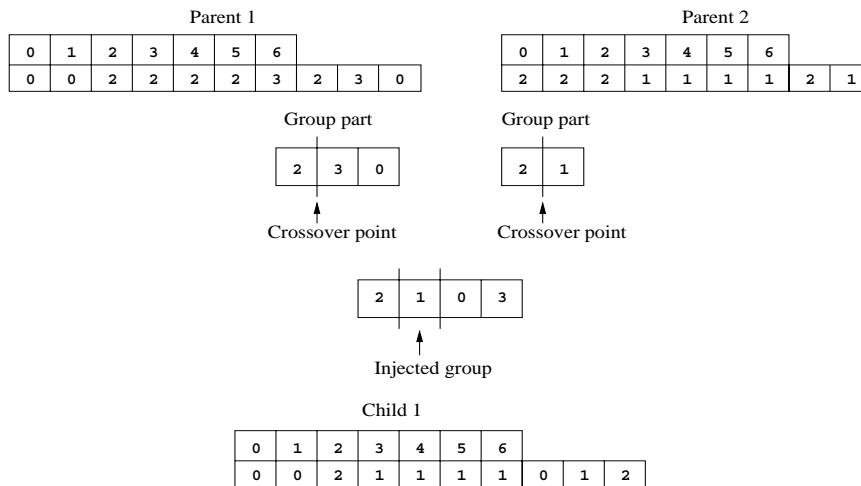 Parent 1
Parent 2
0 1 2 3 4 5 6
0 0 2 2 2 2 3 2 3 0
0 1 2 3 4 5 6
2 2 2 1 1 1 1 2 1
Group part
Group part
2 3 0
2 1
Crossover point
Crossover point
2 1 0 3
Injected group
Child 1
0 1 2 3 4 5 6
0 0 2 1 1 1 1 0 1 2